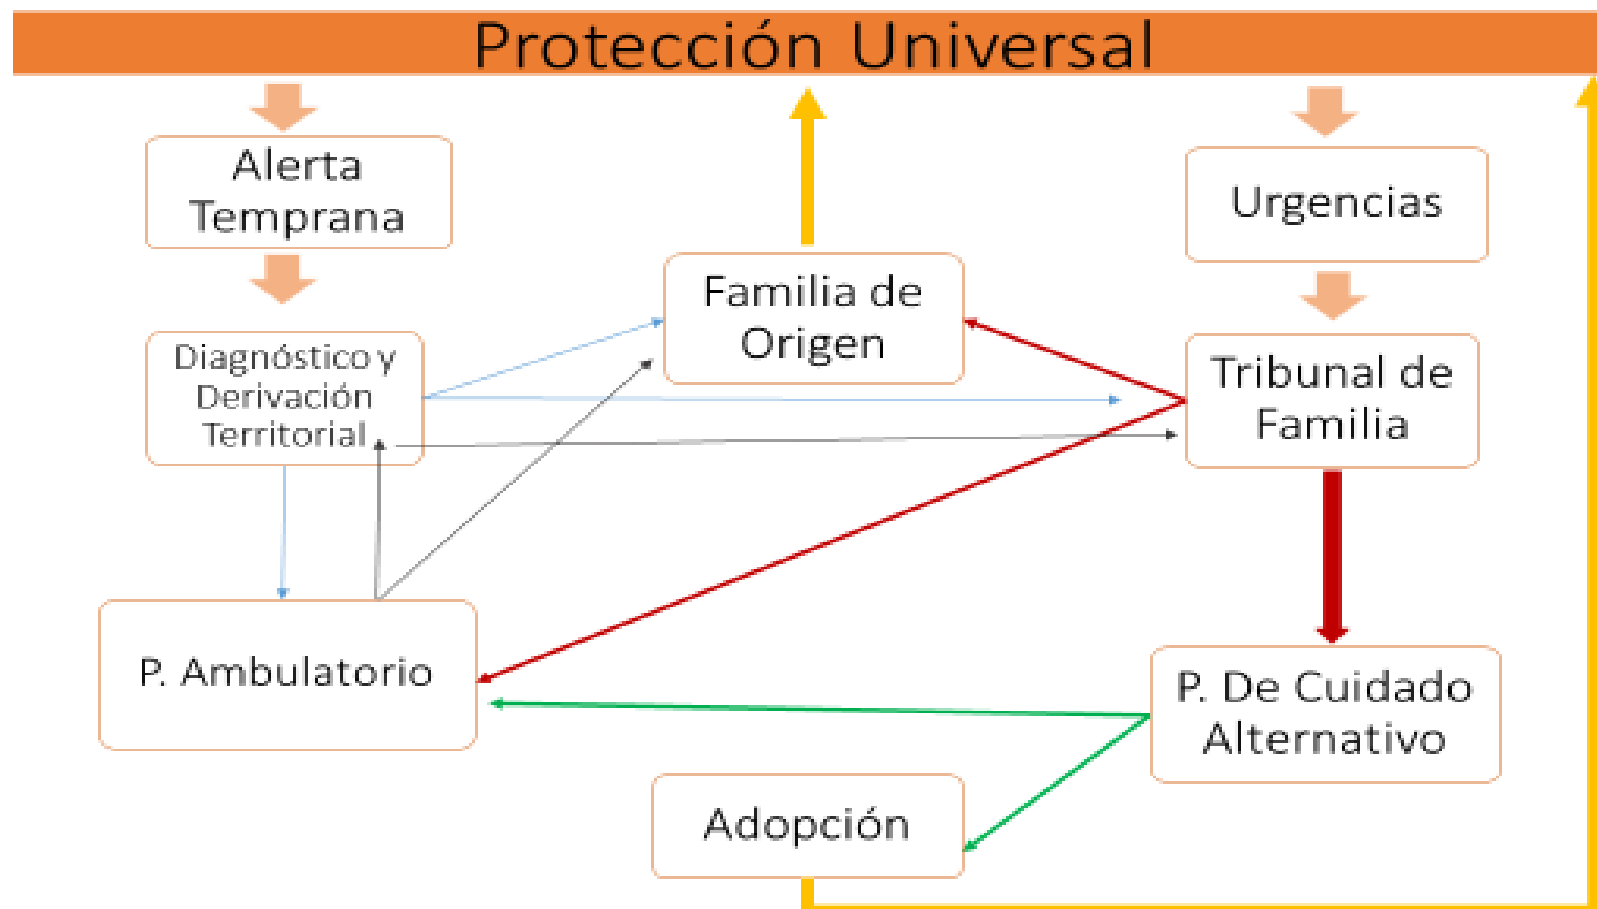 Protección Universal
Alerta
Temprana
Urgencias
Familia de
Origen
Diagnóstico y
Derivación
Territorial
Tribunal de
Familia
P. Ambulatorio
P. De Cuidado
Alternativo
Adopción